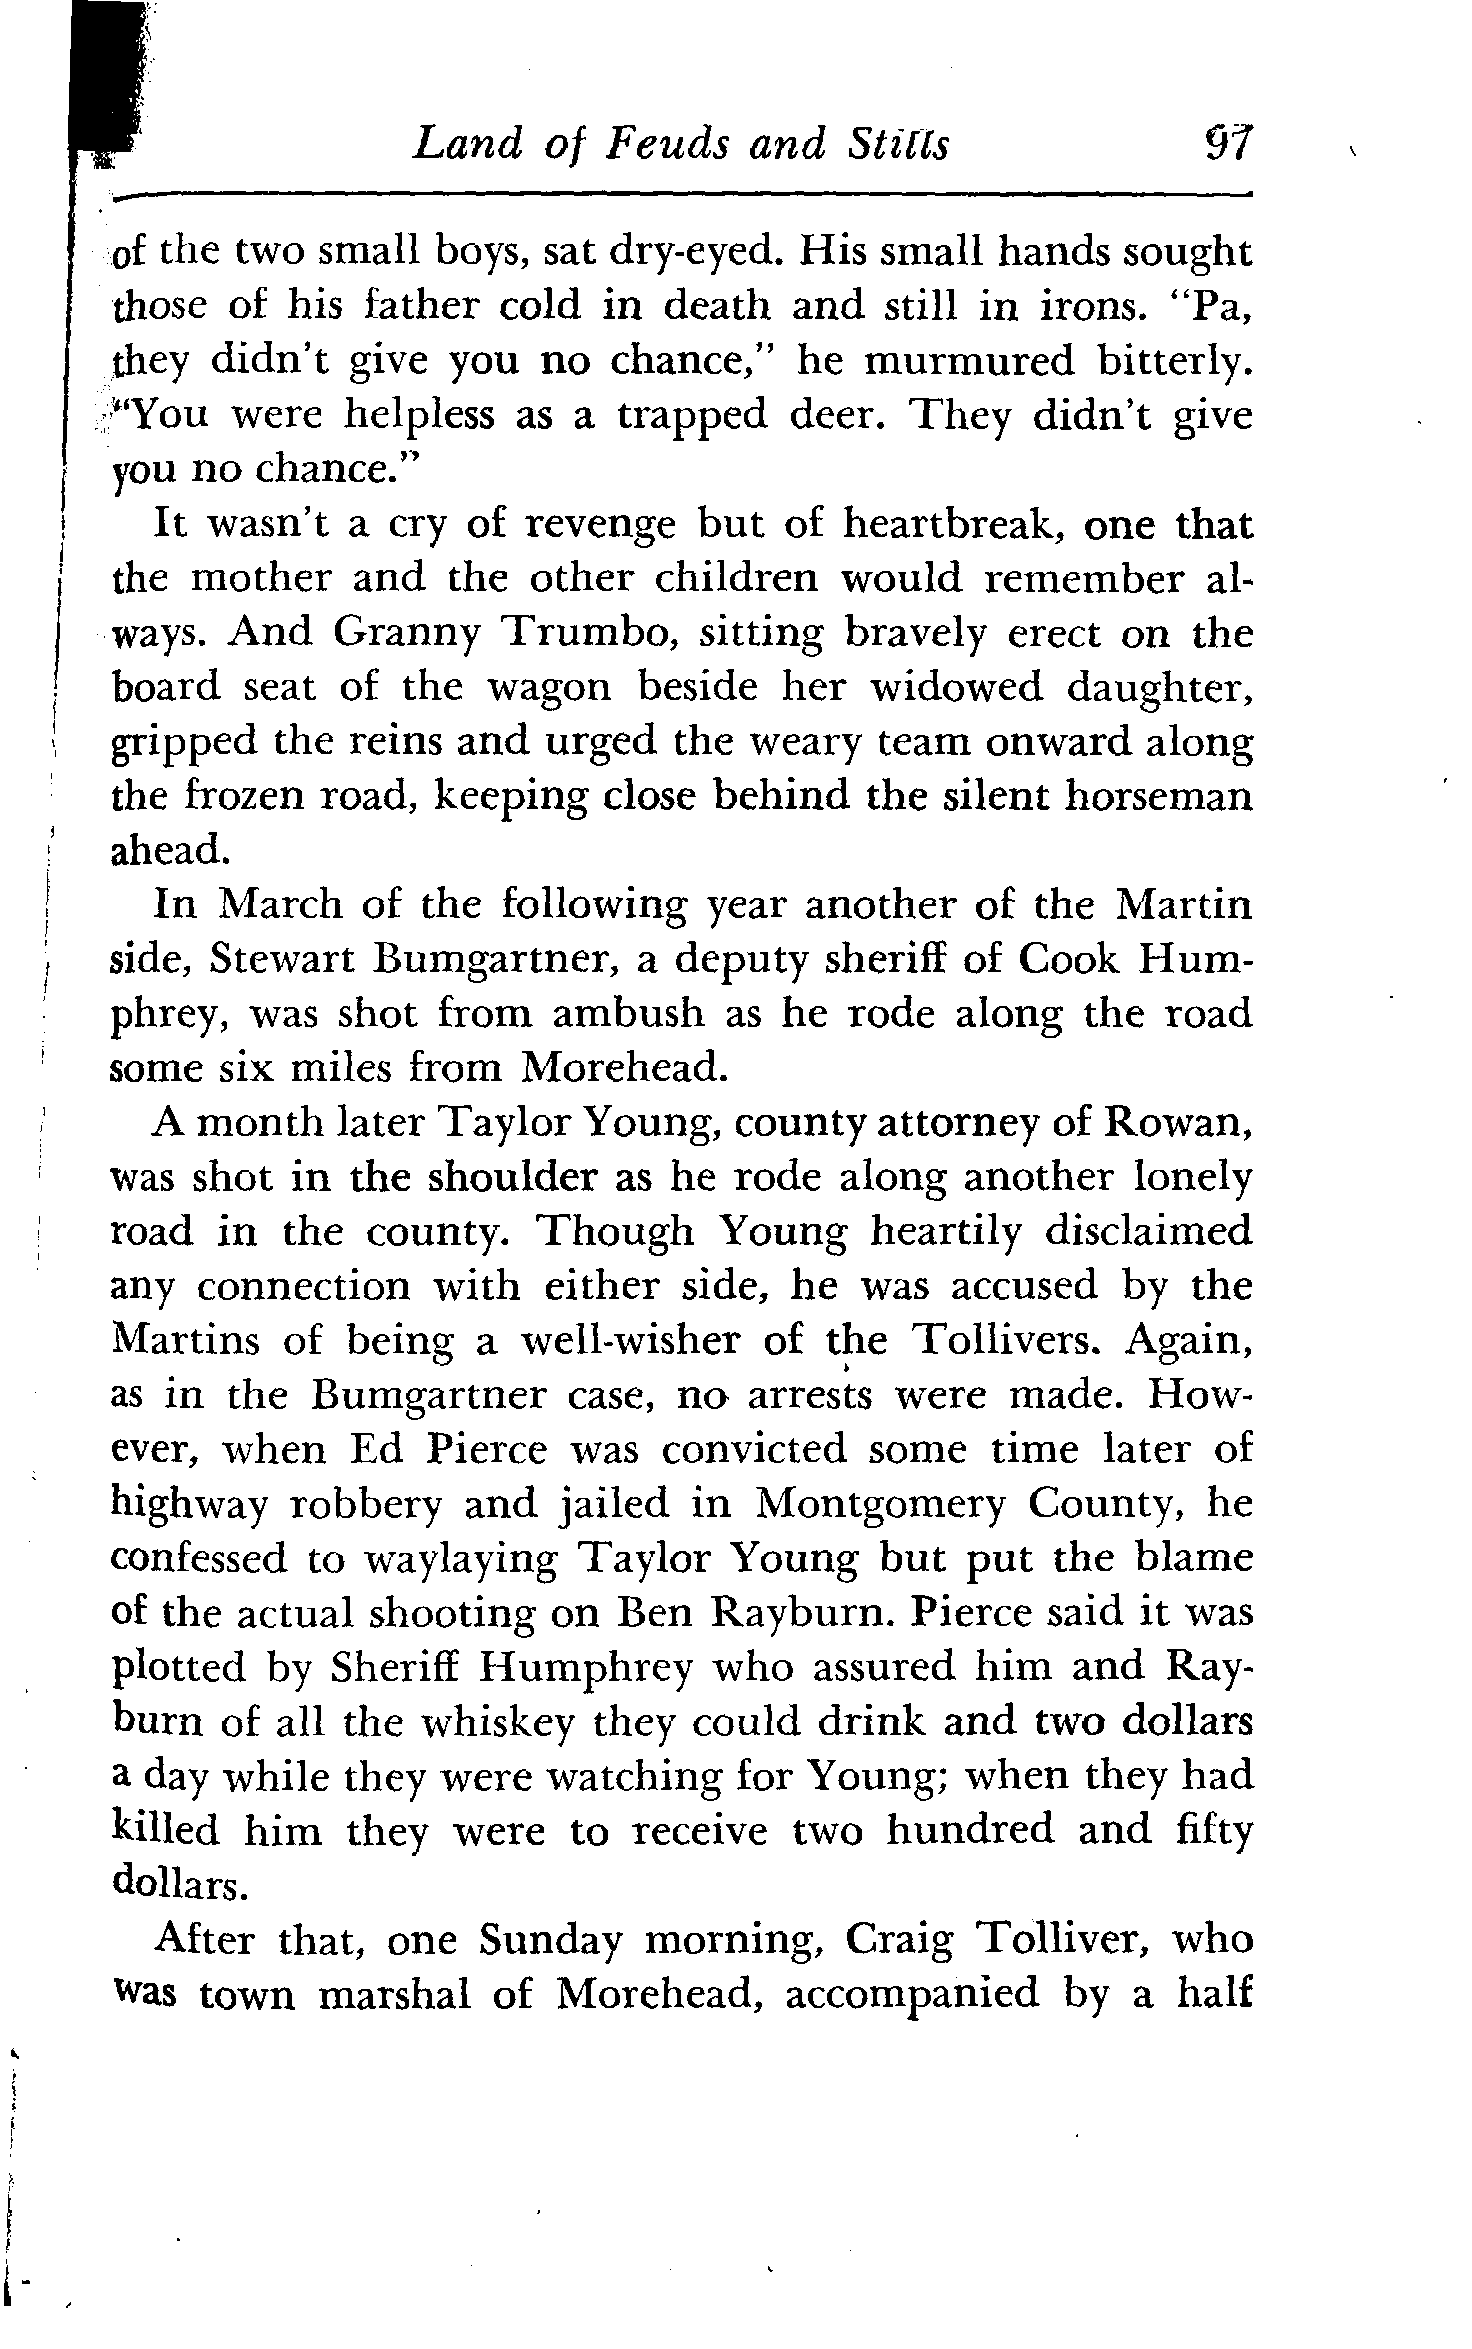 Land of Feuds and Stills 97
of the two small boys, sat dry-eyed. His small hands sought
those of his father cold in death and still in irons. "Pa,
they didn't give you no chance," he murmured bitterly.
"You were helpless as a trapped deer. They didn't give
you no chance."
It wasn't a cry of revenge but of heartbreak, one that
the mother and the other children would remember al-
ways. And Granny Trumbo, sitting bravely erect on the
board seat of the wagon beside her widowed daughter,
gripped the reins and urged the weary team onward along
the frozen road, keeping close behind the silent horseman
ahead.
In March of the following year another of the Martin
side, Stewart Bumgartner, a deputy sheriff of Cook Hum-
phrey, was shot from ambush as he rode along the road
some six miles from Morehead.
A month later Taylor Young, county attorney of Rowan,
was shot in the shoulder as he rode along another lonely
road in the county. Though Young heartily disclaimed
any connection with either side, he was accused by the
Martins of being a well-wisher of the Tollivers. Again,
as in the Bumgartner case, no arrests were made. How-
ever, when Ed Pierce was convicted some time later of
highway robbery and jailed in Montgomery County, he
confessed to waylaying Taylor Young but put the blame
of the actual shooting on Ben Rayburn. Pierce said it was
plotted by Sheriff Humphrey who assured him and Ray-
burn of all the whiskey they could drink and two dollars
a day while they were watching for Young; when they had
killed him they were to receive two hundred and fifty
dollars.
After that, one Sunday morning, Craig Tolliver, who
was town marshal of Morehead, accompanied by a half